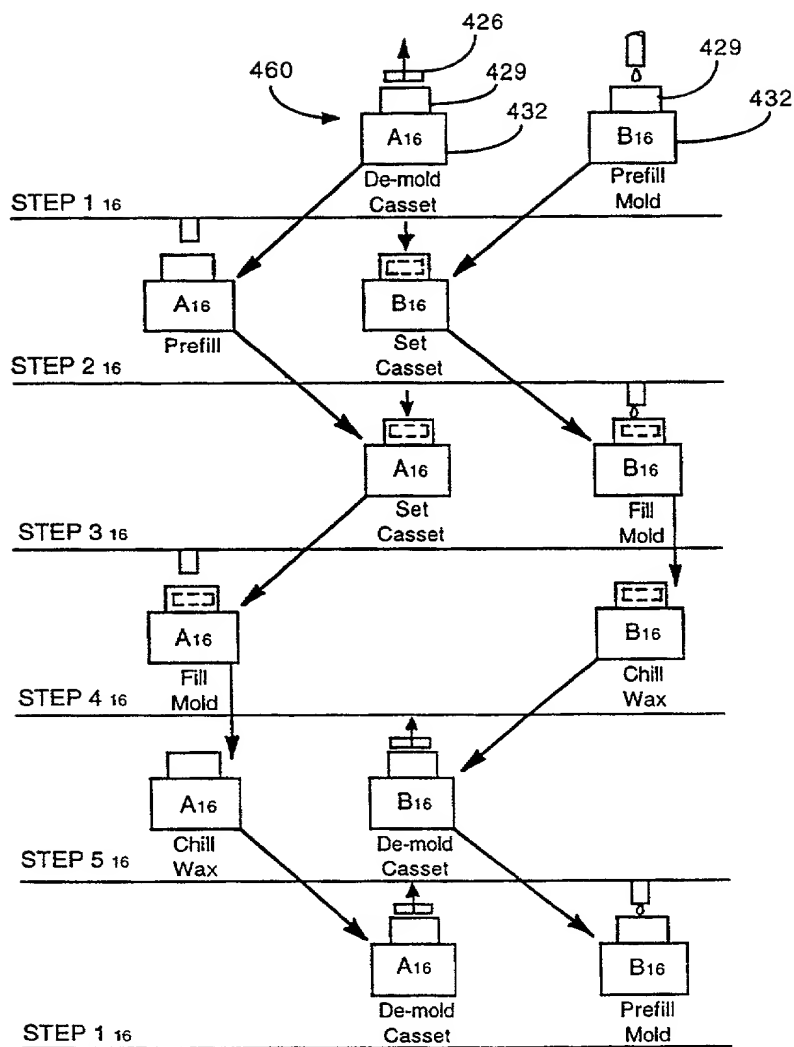 426
429
429
460
432
432
A16
B16
De-mold
Casset
Prefill
Mold
STEP 1 16
A16
B16
Prefill
Set
Casset
STEP 2 16
A16
B16
Set
Casset
Fill
Mold
STEP 3 16
A16
B16
Fill
Mold
Chill
Wax
STEP 4 16
A16
B16
Chill
Wax
De-mold
Casset
STEP 5 16
A16
B16
De-mold
Casset
Prefill
Mold
STEP 1 16